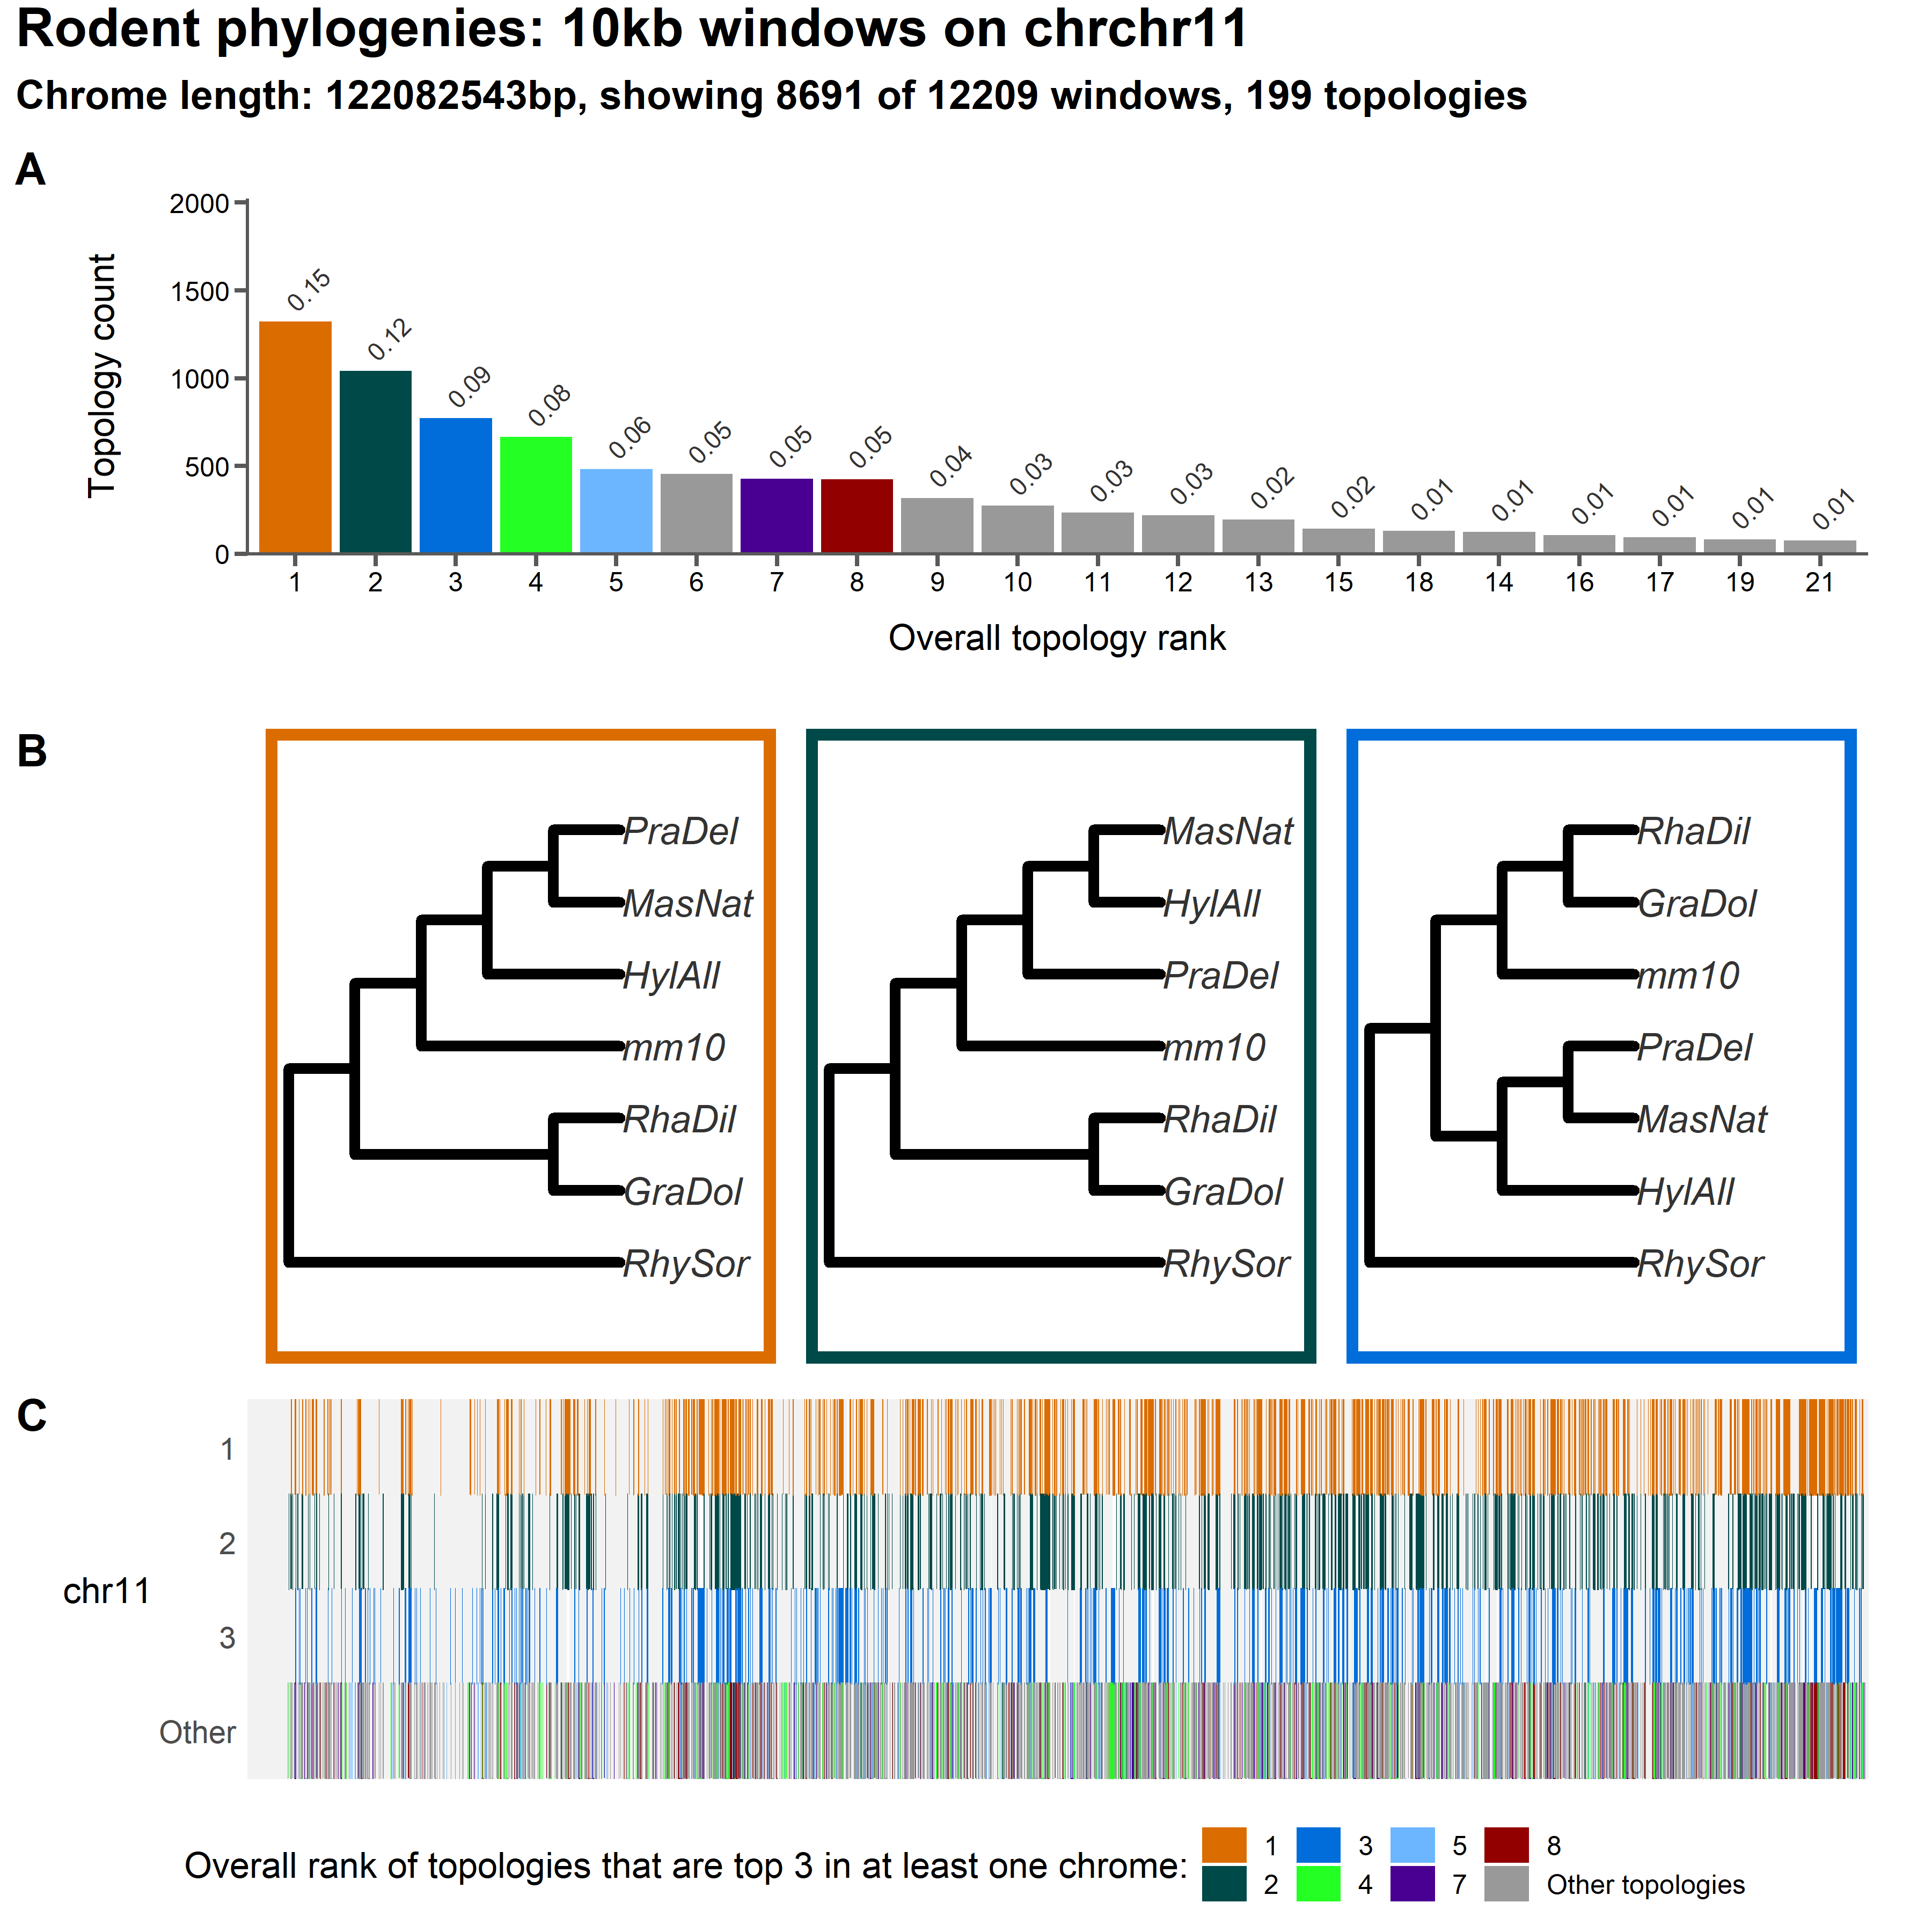 Rodent phylogenies: 10kb windows on chrchr11
Chrome length: 122082543bp, showing 8691 of 12209 windows, 199 topologies
A
Topology count
2000
1500
1000
500
0
0.15 0.12 0.09 0.08 0.06 0.05 0.05 0.05 0.04 0.03 0.03 0.03 0.02 0.02 0.01 0.01 0.01 0.01 0.01 0.01
1 2 3 4 5 6 7 8 9 10 11 12 13 15 18 14 16 17 19 21
Overall topology rank
B
PraDel
MasNat
HylAll
mm10
RhaDil
GraDol
RhySor
MasNat
HylAll
PraDel
mm10
RhaDil
GraDol
RhySor
RhaDil
GraDol
mm10
PraDel
MasNat
HylAll
RhySor
C
chr11
1
2
3
Other
Overall rank of topologies that are top 3 in at least one chrome:
1 3 5 8
2 4 7 Other topologies